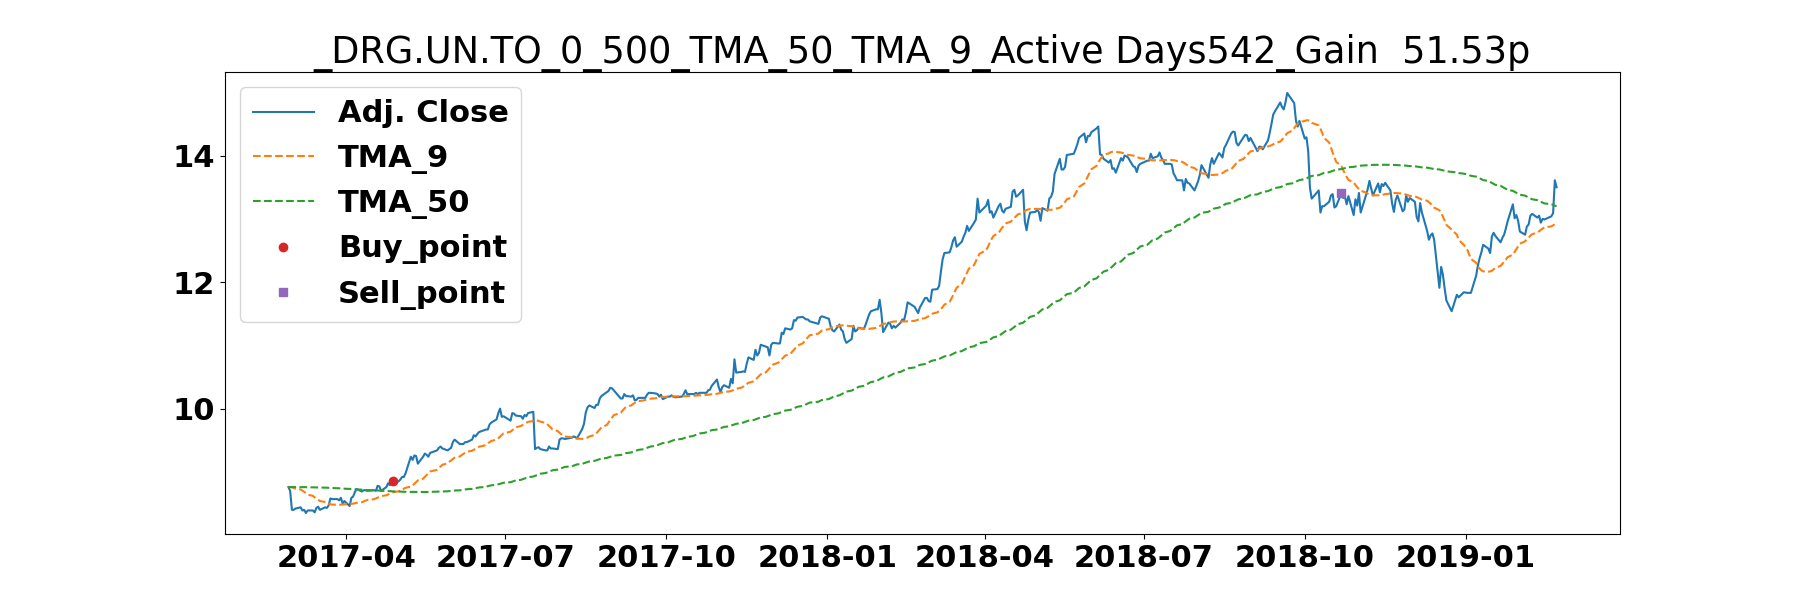 _DRG.UN.TO_0_500_TMA_50_TMA_9_Active Days542_Gain  51.53p
Adj. Close
TMA_9
TMA_50
Buy_point
Sell_point
14
12
10
2017-04 2017-07 2017-10 2018-01 2018-04 2018-07 2018-10 2019-01